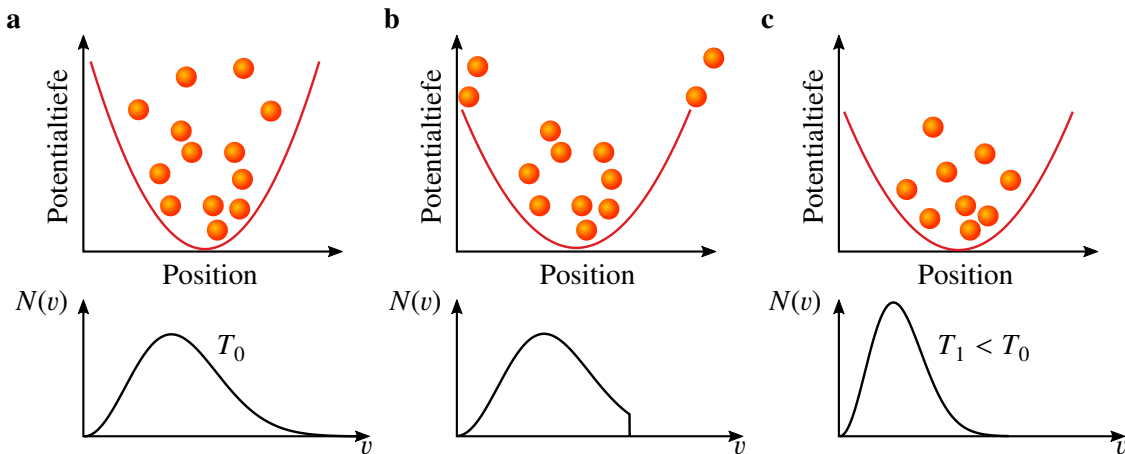 a
Potentialtiefe
Position
N(v)
T₀
v
b
Potentialtiefe
Position
N(v)
v
c
Potentialtiefe
Position
N(v)
T₁ < T₀
v